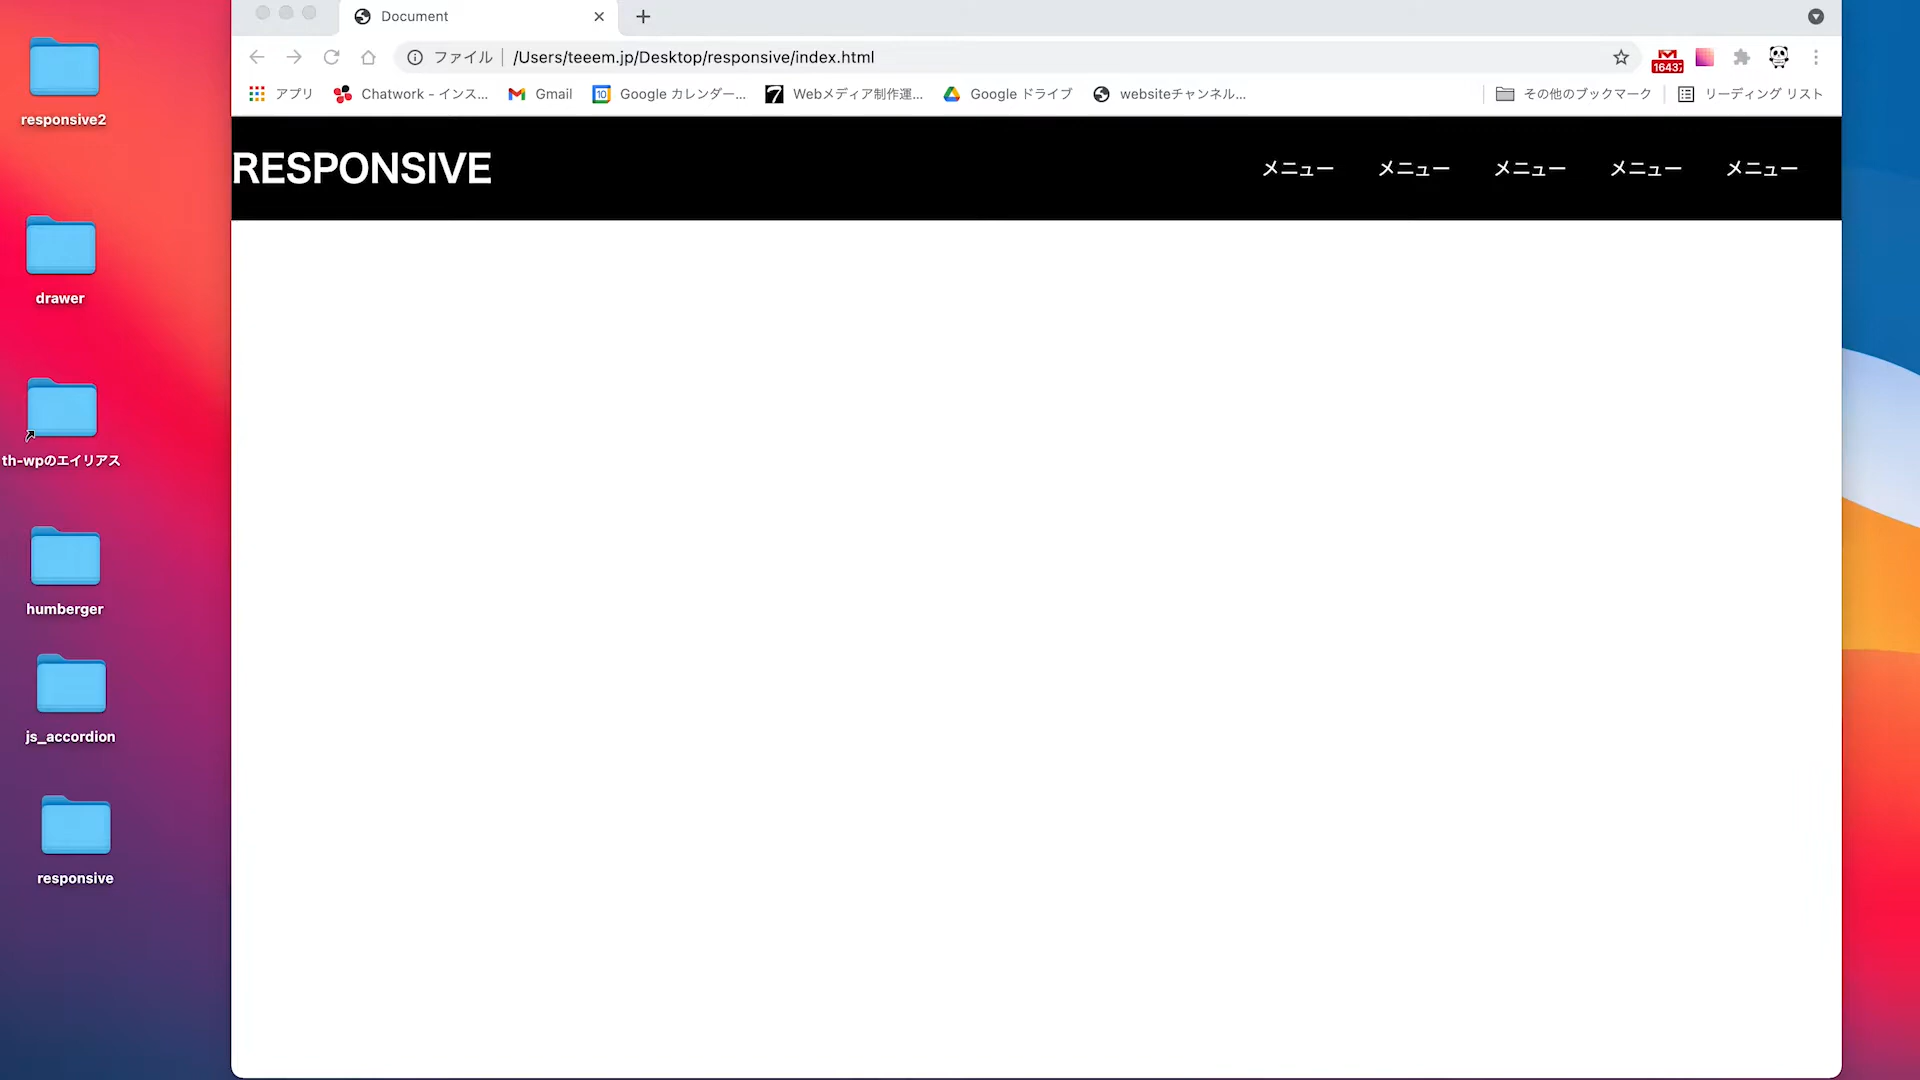 Document
ファイル /Users/teeem.jp/Desktop/responsive/index.html
16437
アプリ Chatwork - インス... Gmail 10 Google カレンダー... Webメディア制作運... Google ドライブ websiteチャンネル... その他のブックマーク リーディング リスト
RESPONSIVE メニュー メニュー メニュー メニュー メニュー
responsive2
drawer
th-wpのエイリアス
humberger
js_accordion
responsive